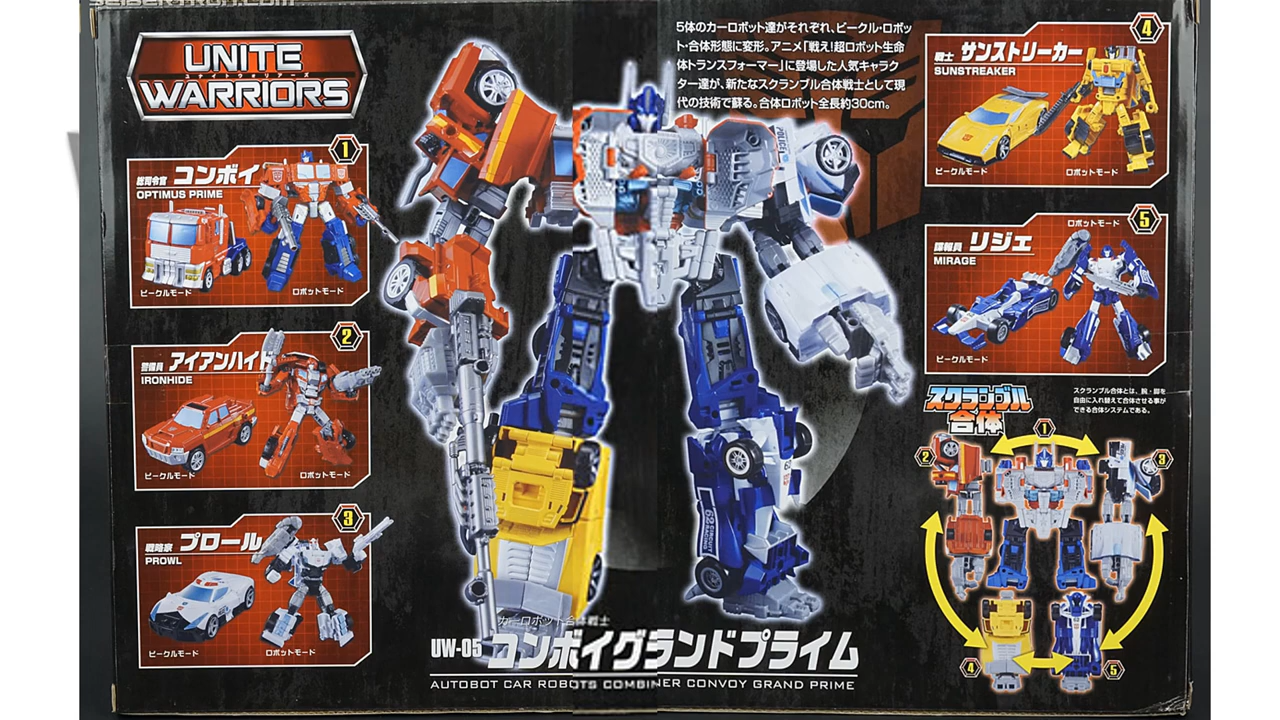 SEIBERTRON.COM
UNITE
ユナイトウォリアーズ
WARRIORS
5体のカーロボット達がそれぞれ、ビークル・ロボッ
ト・合体形態に変形。アニメ「戦え!超ロボット生命
体トランスフォーマー」に登場した人気キャラク
ター達が、新たなスクランブル合体戦士として現
代の技術で蘇る。合体ロボット全長約30cm。
1
総司令官 コンボイ
OPTIMUS PRIME
ビークルモード
ロボットモード
2
警備員 アイアンハイド
IRONHIDE
ビークルモード
ロボットモード
3
戦略家 プロール
PROWL
ビークルモード
ロボットモード
4
戦士 サンストリーカー
SUNSTREAKER
ビークルモード
ロボットモード
5
ロボットモード
諜報員 リジェ
MIRAGE
ビークルモード
スクランブル
合体
スクランブル合体とは、腕・脚を
自由に入れ替えて合体させる事が
できる合体システムである。
1
2
3
4
5
POLICE
62 CIRCUIT
RACING
カーロボット合体戦士
UW-05 コンボイグランドプライム
AUTOBOT CAR ROBOTS COMBINER CONVOY GRAND PRIME